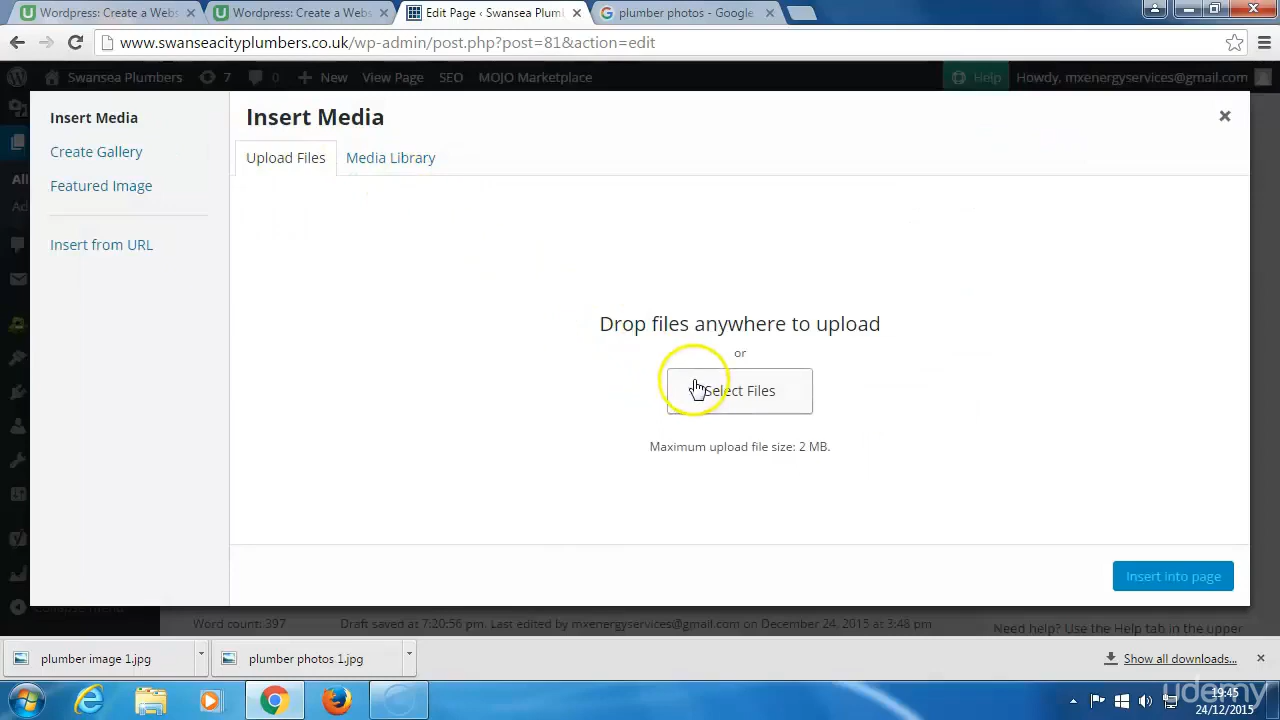 Wordpress: Create a Webs
Wordpress: Create a Webs
Edit Page ‹ Swansea Plum
plumber photos - Google
www.swanseacityplumbers.co.uk/wp-admin/post.php?post=81&action=edit
Swansea Plumbers 7 0 New View Page SEO MOJO Marketplace Help Howdy, mxenergyservices@gmail.com
Insert Media
Create Gallery
Featured Image
Insert from URL
All
Ad
Insert Media
Upload Files
Media Library
Drop files anywhere to upload
or
Select Files
Maximum upload file size: 2 MB.
Insert into page
Collapse menu
Word count: 397 Draft saved at 7:20:56 pm. Last edited by mxenergyservices@gmail.com on December 24, 2015 at 3:48 pm
Need help? Use the Help tab in the upper
plumber image 1.jpg
plumber photos 1.jpg
Show all downloads...
udemy
19:45
24/12/2015